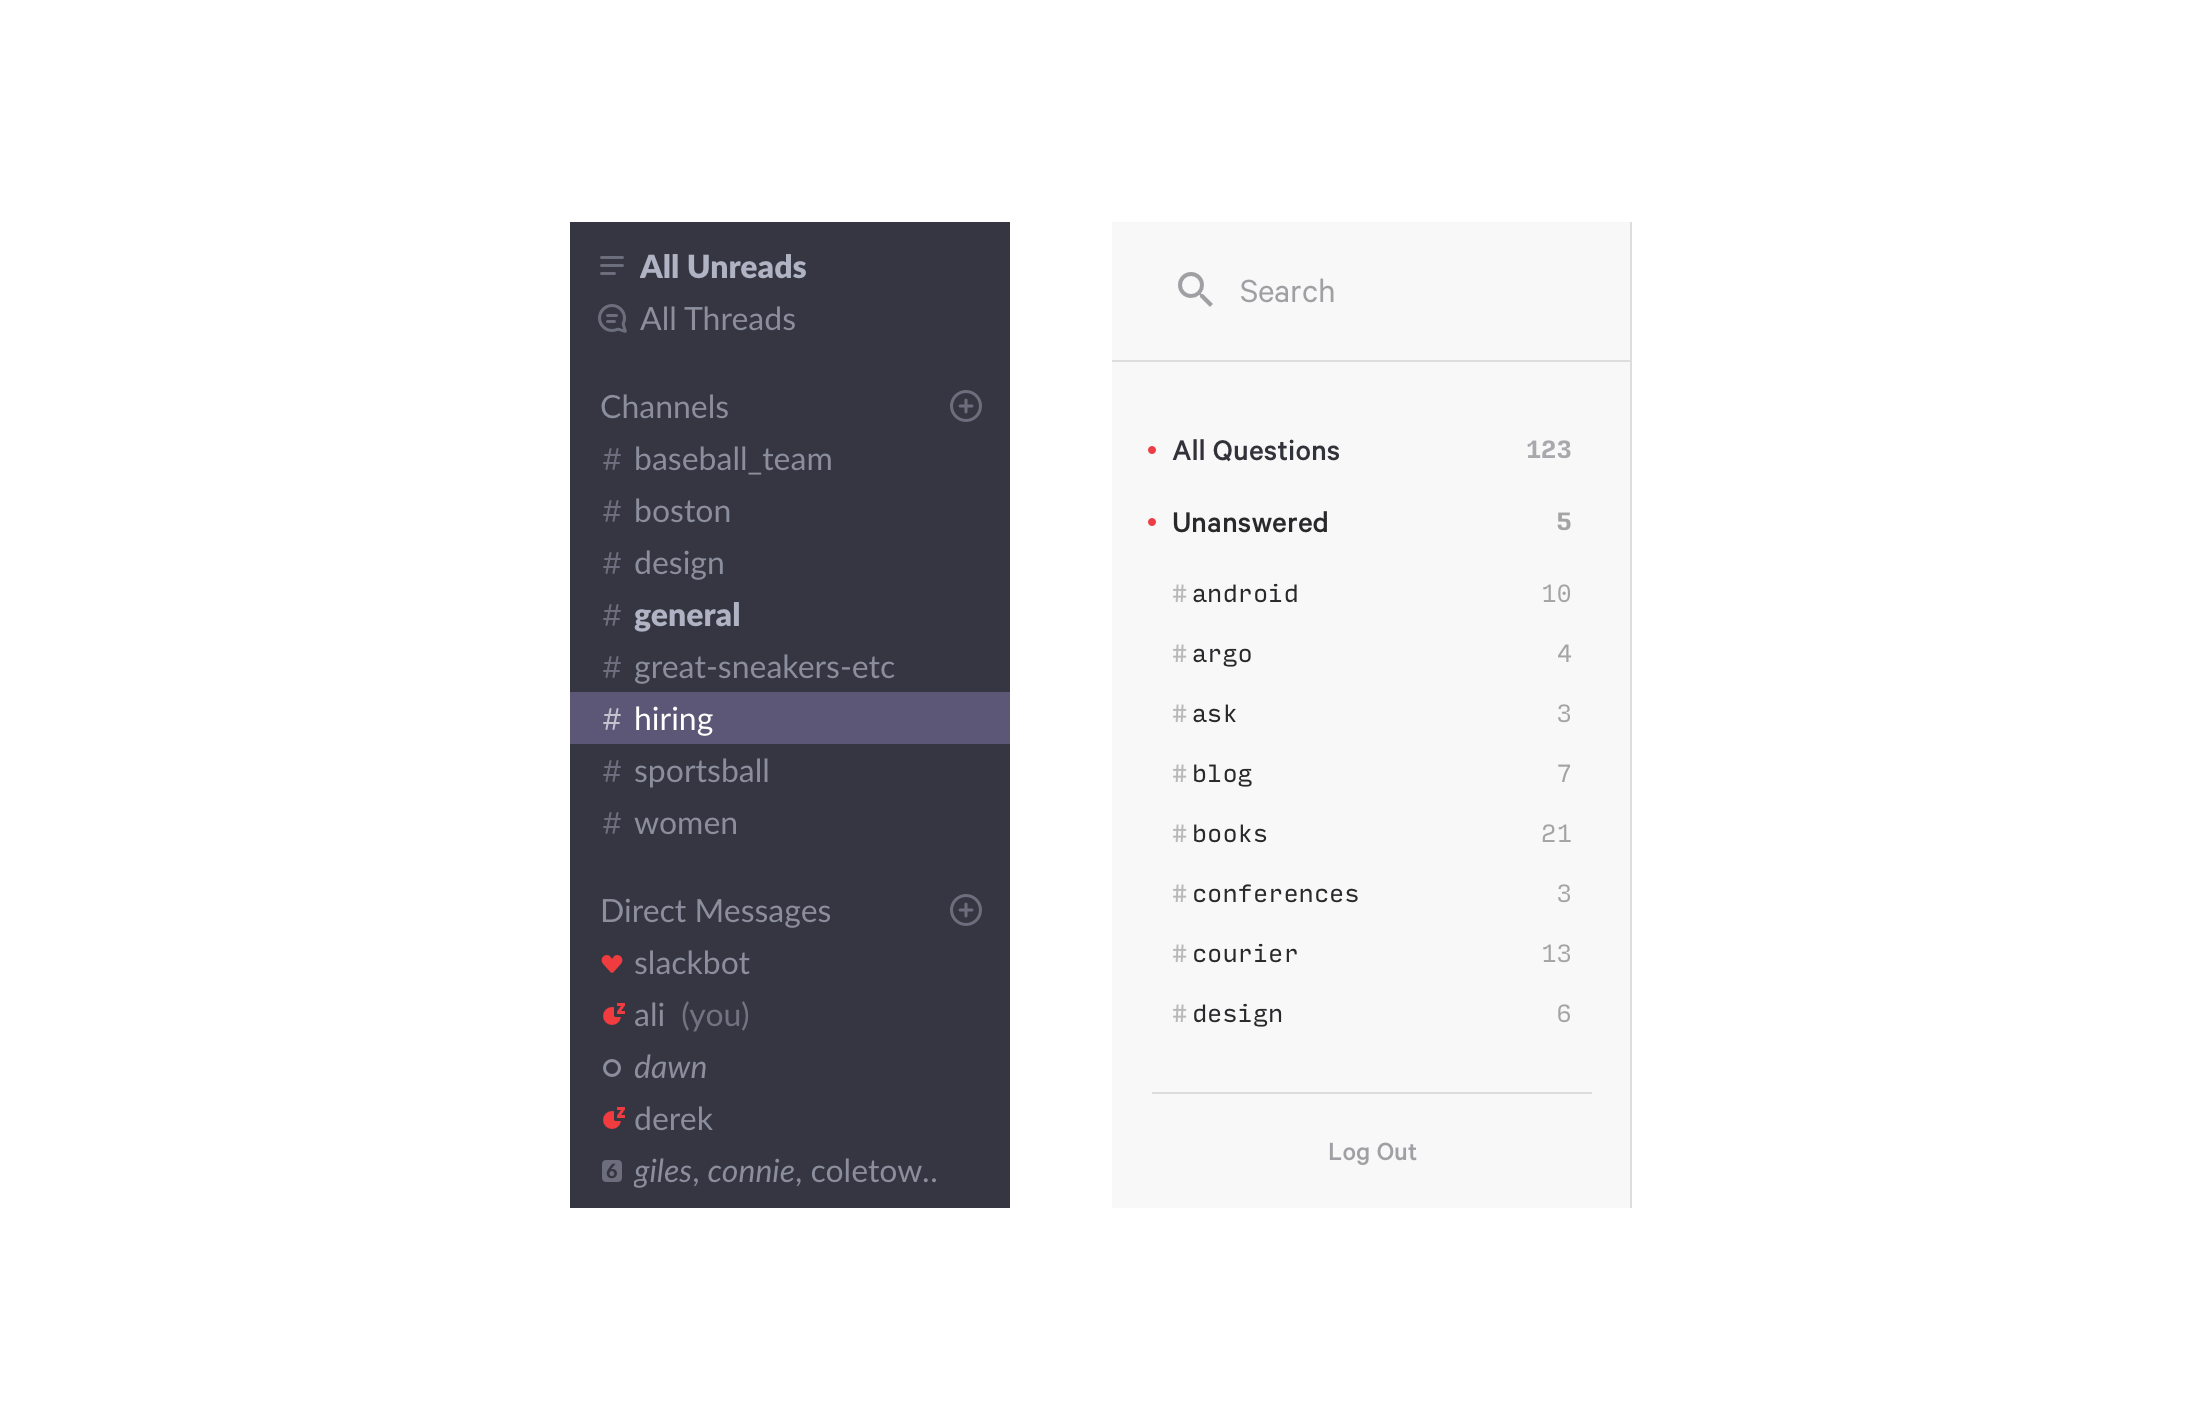 All Unreads
All Threads
Channels
# baseball_team
# boston
# design
# general
# great-sneakers-etc
# hiring
# sportsball
# women
Direct Messages
slackbot
z ali (you)
dawn
z derek
6 giles, connie, coletow..
Search
All Questions 123
Unanswered 5
#android 10
#argo 4
#ask 3
#blog 7
#books 21
#conferences 3
#courier 13
#design 6
Log Out